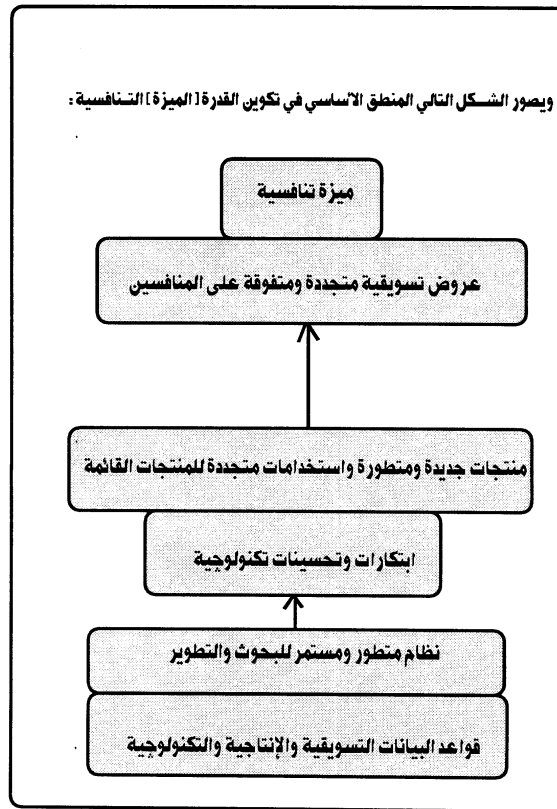 ويصور الشكل التالي المنطق الأساسي في تكوين القدرة [الميزة] التنافسية :
ميزة تنافسية
عروض تسويقية متجددة ومتفوقة على المنافسين
منتجات جديدة ومتطورة واستخدامات متجددة للمنتجات القائمة
ابتكارات وتحسينات تكنولوجية
نظام متطور ومستمر للبحوث والتطوير
قواعد البيانات التسويقية والإنتاجية والتكنولوجية